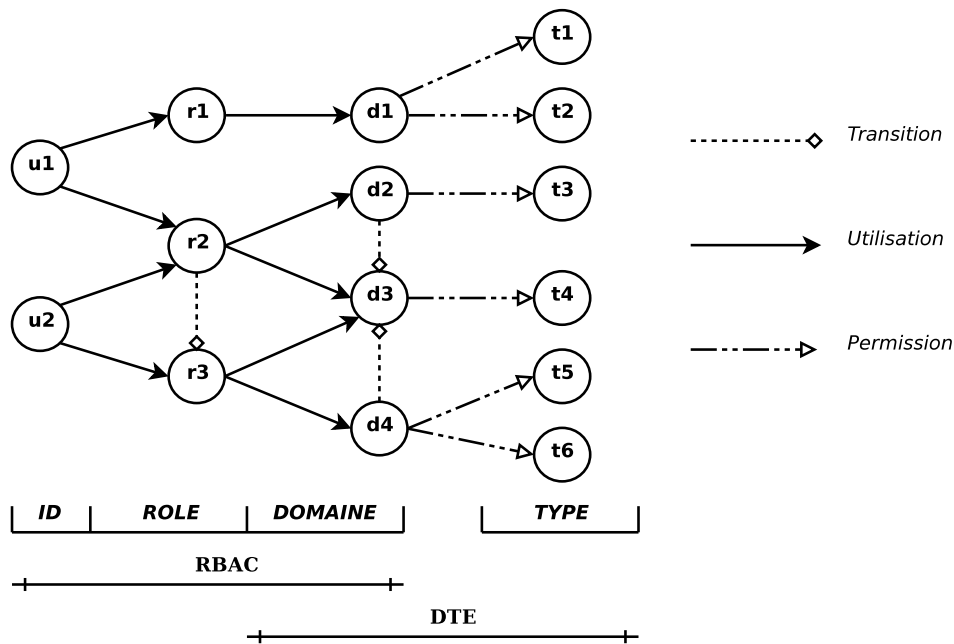 t1
r1
d1
t2
Transition
u1
d2
t3
r2
Utilisation
d3
t4
u2
Permission
r3
t5
d4
t6
ID
ROLE
DOMAINE
TYPE
RBAC
DTE